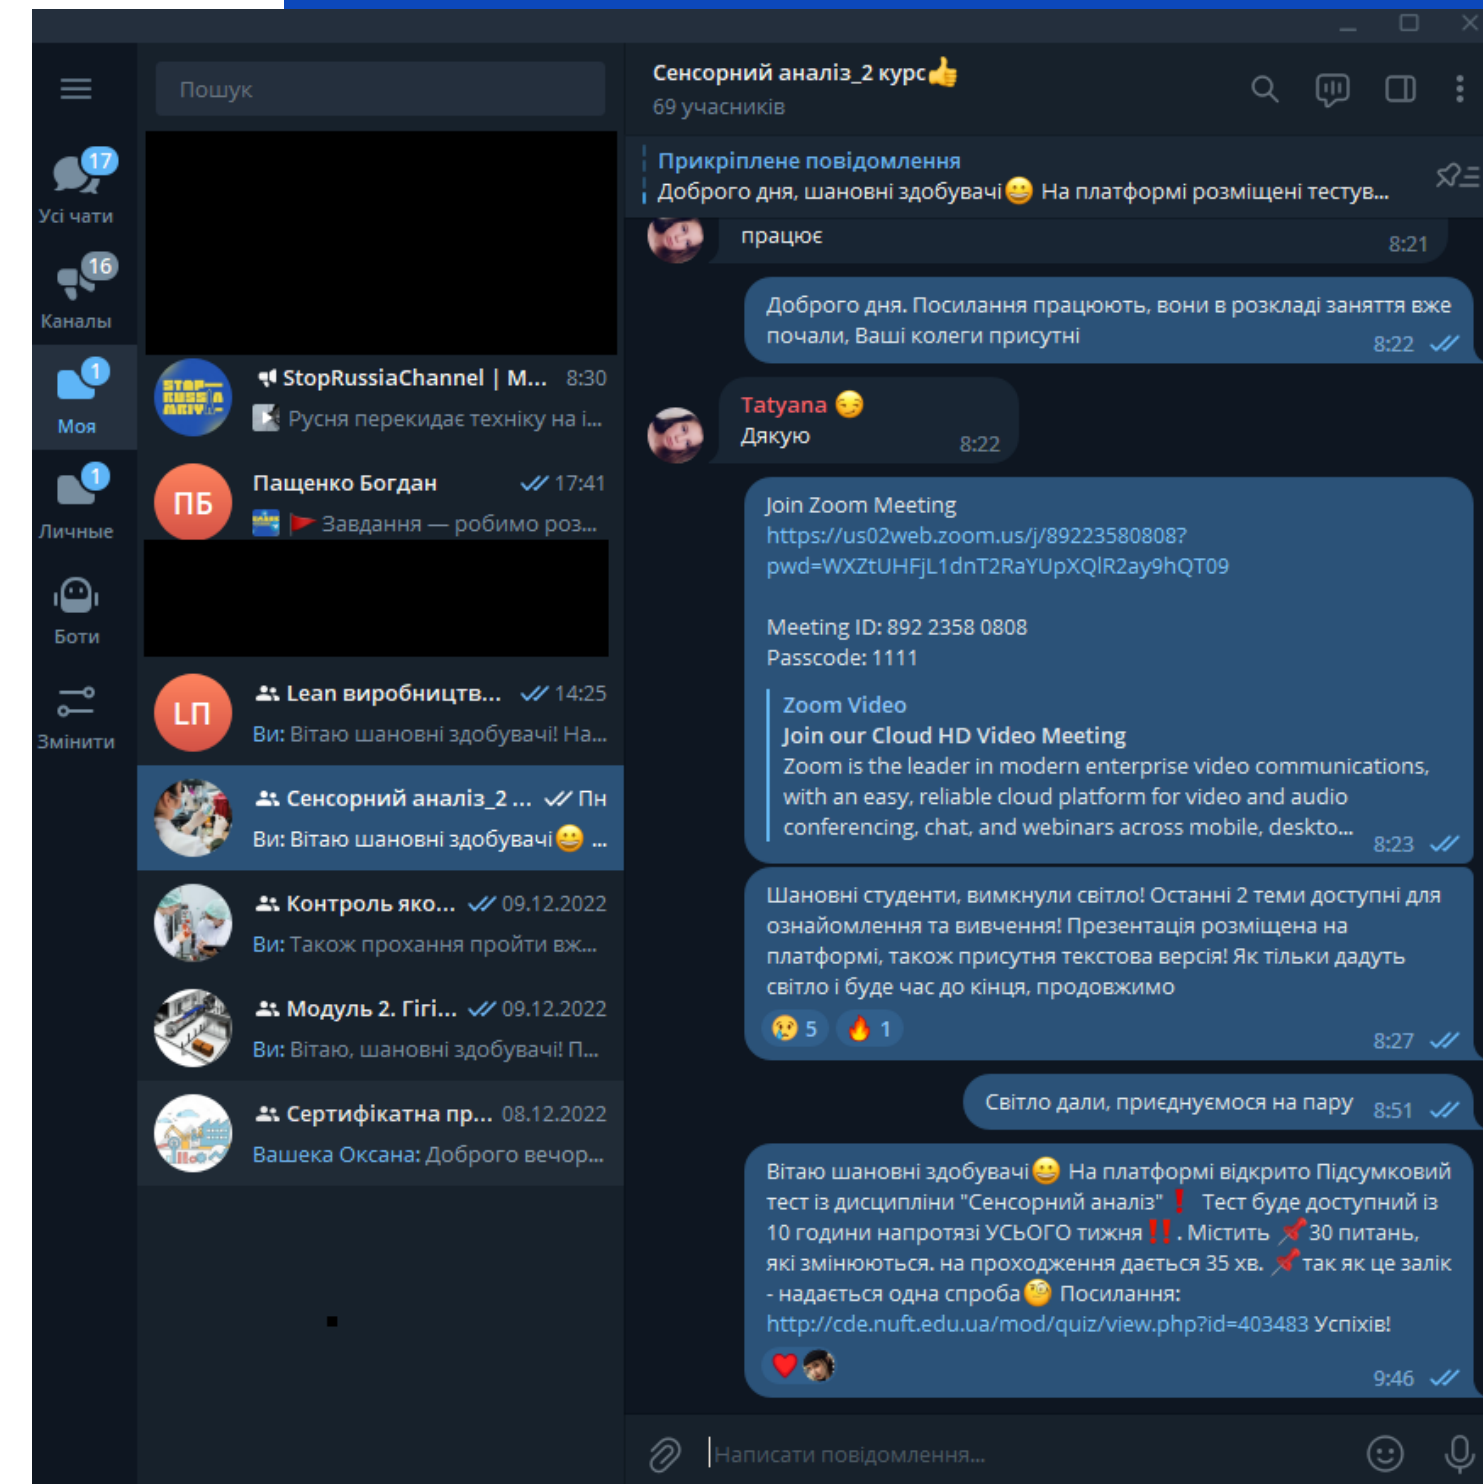 Пошук
17
Усі чати
16
Каналы
1
Моя
1
Личные
Боти
Змінити
STOP
RUSSIA
StopRussiaChannel | M... 8:30
Русня перекидає техніку на і...
ПБ
Пащенко Богдан 17:41
Завдання — робимо роз...
LП
Lean виробництв... 14:25
Ви: Вітаю шановні здобувачі! На...
Сенсорний аналіз_2 ... Пн
Ви: Вітаю шановні здобувачі😀 ...
Контроль яко... 09.12.2022
Ви: Також прохання пройти вж...
Модуль 2. Гігі... 09.12.2022
Ви: Вітаю, шановні здобувачі! П...
Сертифікатна пр... 08.12.2022
Вашека Оксана: Доброго вечор...
Сенсорний аналіз_2 курс👍
69 учасників
Прикріплене повідомлення
Доброго дня, шановні здобувачі😀 На платформі розміщені тестув...
працює
8:21
Доброго дня. Посилання працюють, вони в розкладі заняття вже
почали, Ваші колеги присутні
8:22
Tatyana 😏
Дякую
8:22
Join Zoom Meeting
https://us02web.zoom.us/j/89223580808?
pwd=WXZtUHFjL1dnT2RaYUpXQlR2ay9hQT09
Meeting ID: 892 2358 0808
Passcode: 1111
Zoom Video
Join our Cloud HD Video Meeting
Zoom is the leader in modern enterprise video communications,
with an easy, reliable cloud platform for video and audio
conferencing, chat, and webinars across mobile, deskto...
8:23
Шановні студенти, вимкнули світло! Останні 2 теми доступні для
ознайомлення та вивчення! Презентація розміщена на
платформі, також присутня текстова версія! Як тільки дадуть
світло і буде час до кінця, продовжимо
😢 5 🔥 1
8:27
Світло дали, приєднуємося на пару 8:51
Вітаю шановні здобувачі😀 На платформі відкрито Підсумковий
тест із дисципліни "Сенсорний аналіз"❗ Тест буде доступний із
10 години напротязі УСЬОГО тижня‼. Містить 📌30 питань,
які змінюються. на проходження дається 35 хв. 📌так як це залік
- надається одна спроба🧐 Посилання:
http://cde.nuft.edu.ua/mod/quiz/view.php?id=403483 Успіхів!
9:46
Написати повідомлення...